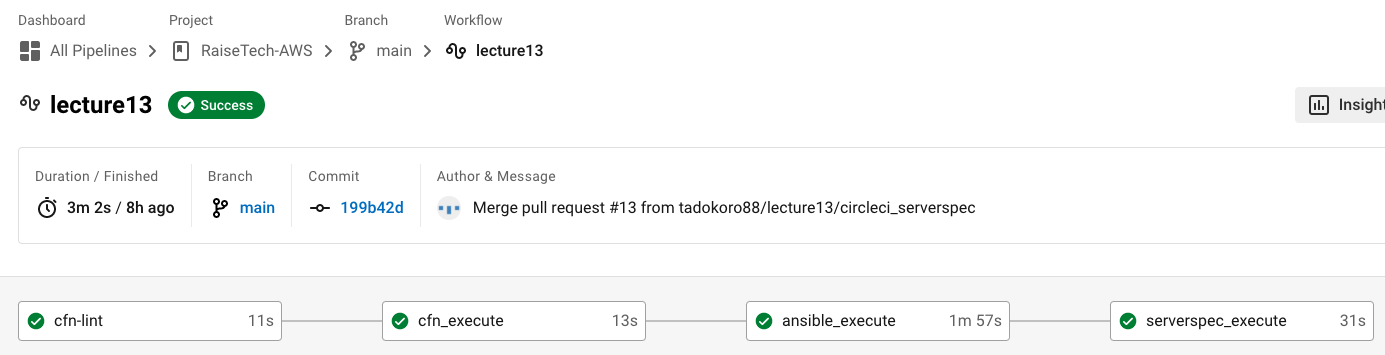 Dashboard Project Branch Workflow
All Pipelines RaiseTech-AWS main lecture13
lecture13 Success Insight
Duration / Finished Branch Commit Author & Message
3m 2s / 8h ago main 199b42d Merge pull request #13 from tadokoro88/lecture13/circleci_serverspec
cfn-lint 11s cfn_execute 13s ansible_execute 1m 57s serverspec_execute 31s